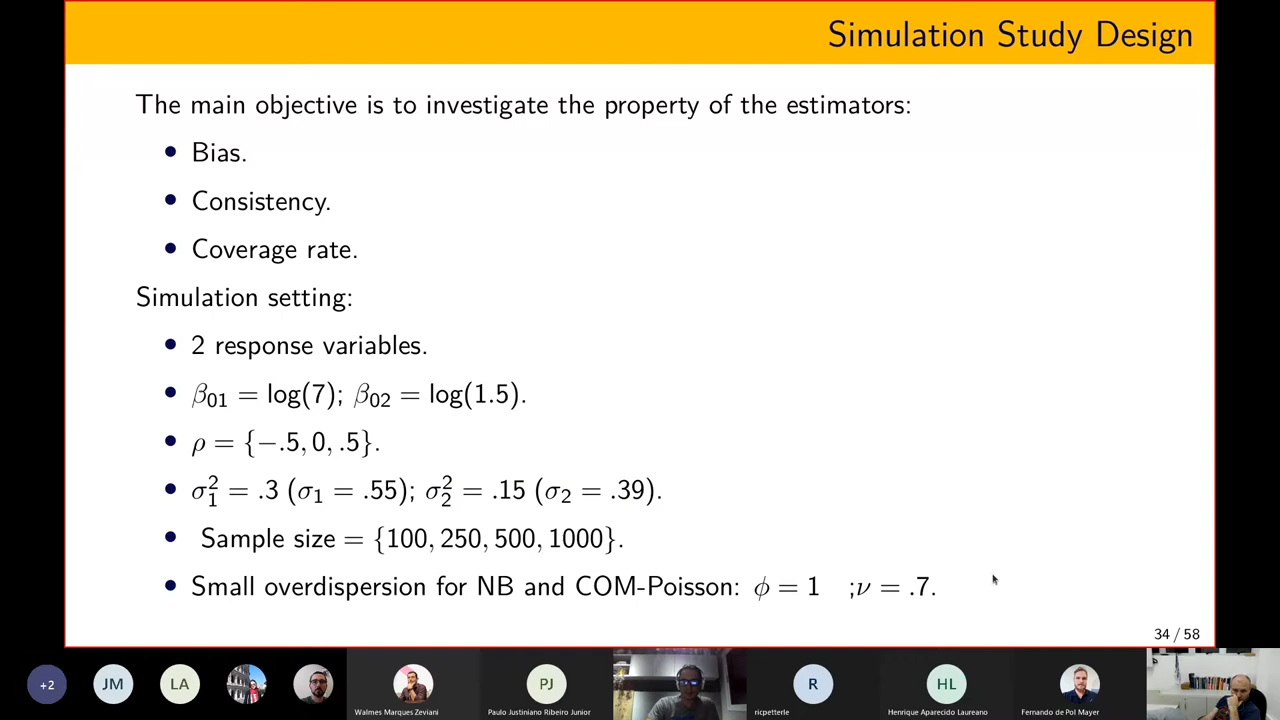 Simulation Study Design
The main objective is to investigate the property of the estimators:
• Bias.
• Consistency.
• Coverage rate.
Simulation setting:
• 2 response variables.
• β₀₁ = log(7); β₀₂ = log(1.5).
• ρ = {−.5, 0, .5}.
• σ₁² = .3 (σ₁ = .55); σ₂² = .15 (σ₂ = .39).
• Sample size = {100, 250, 500, 1000}.
• Small overdispersion for NB and COM-Poisson: ϕ = 1 ;ν = .7.
34 / 58
+2
JM
LA
PJ
R
HL
Walmes Marques Zeviani
Paulo Justiniano Ribeiro Junior
ricpetterle
Henrique Aparecido Laureano
Fernando de Pol Mayer